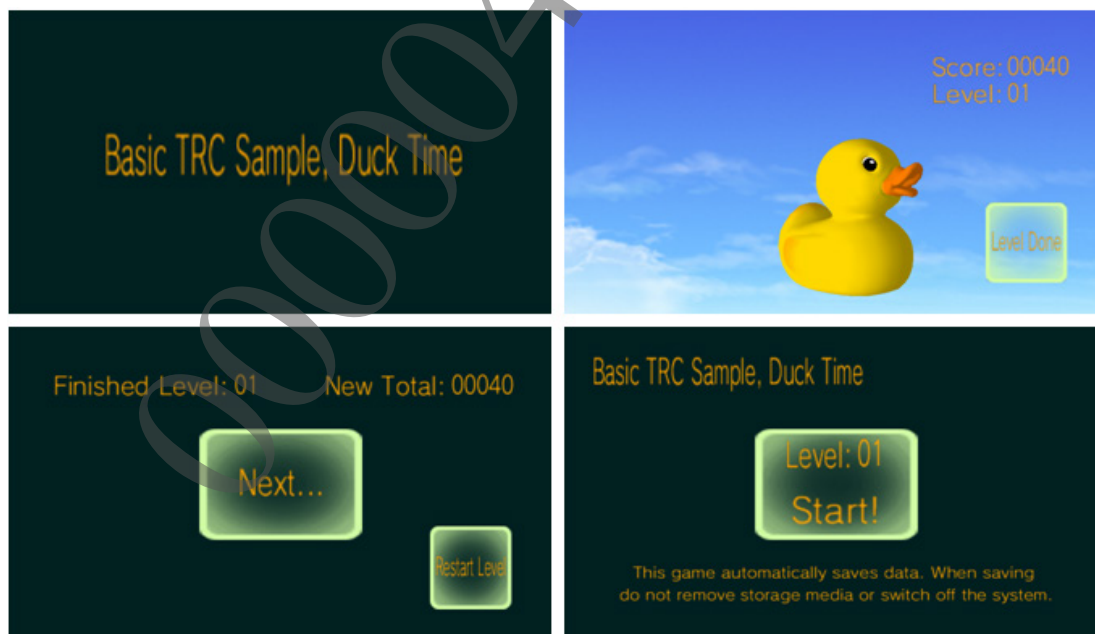 Basic TRC Sample, Duck Time
Score: 00040
Level: 01
Level Done
Finished Level: 01
New Total: 00040
Next...
Restart Level
Basic TRC Sample, Duck Time
Level: 01
Start!
This game automatically saves data. When saving
do not remove storage media or switch off the system.